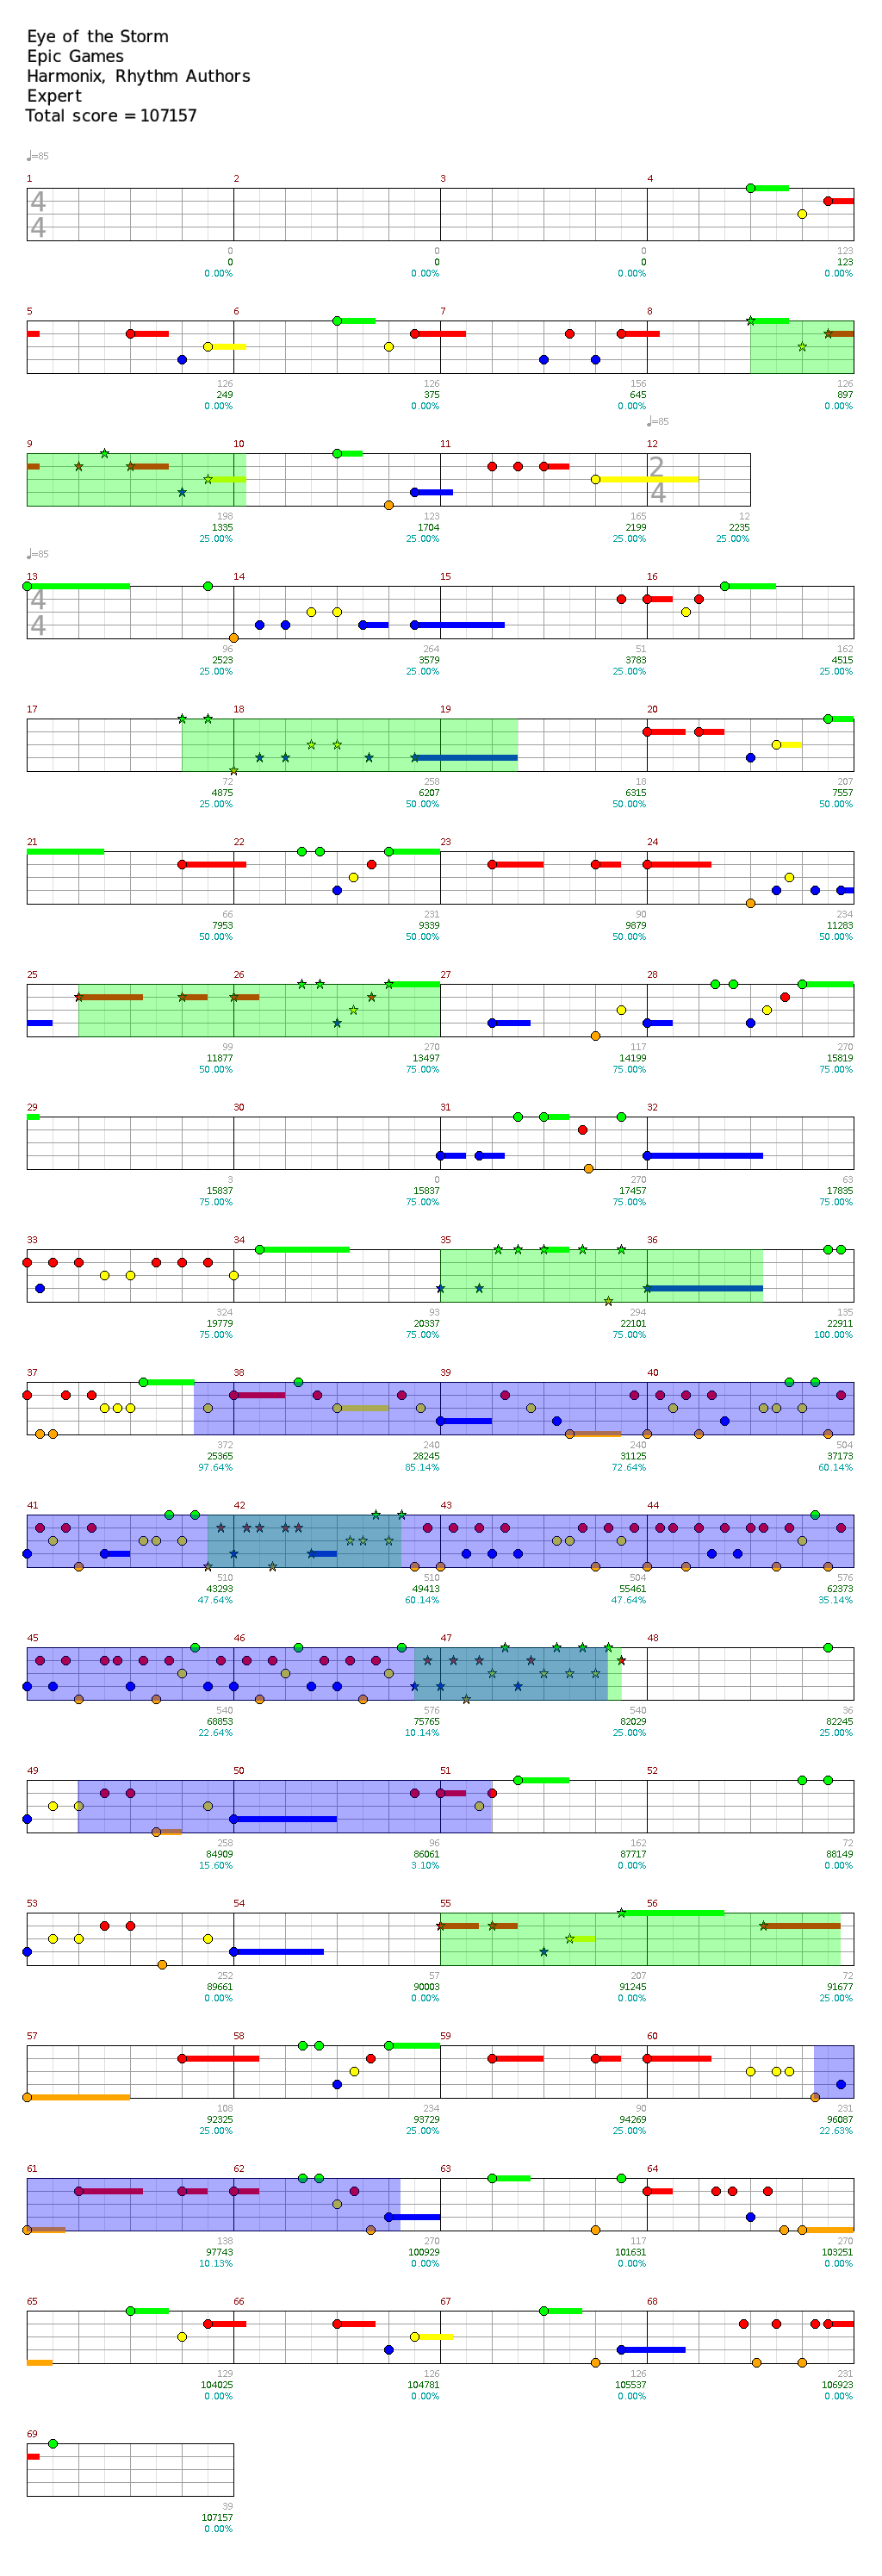 Eye of the Storm
Epic Games
Harmonix, Rhythm Authors
Expert
Total score = 107157
♩=85
1 2 3 4
4
4
0 0 0 123
0 0 0 123
0.00% 0.00% 0.00% 0.00%
5 6 7 8
126 126 156 126
249 375 645 897
0.00% 0.00% 0.00% 0.00%
♩=85
9 10 11 12
2
4
198 123 165 12
1335 1704 2199 2235
25.00% 25.00% 25.00% 25.00%
♩=85
13 14 15 16
4
4
96 264 51 162
2523 3579 3783 4515
25.00% 25.00% 25.00% 25.00%
17 18 19 20
72 258 18 207
4875 6207 6315 7557
25.00% 50.00% 50.00% 50.00%
21 22 23 24
66 231 90 234
7953 9339 9879 11283
50.00% 50.00% 50.00% 50.00%
25 26 27 28
99 270 117 270
11877 13497 14199 15819
50.00% 75.00% 75.00% 75.00%
29 30 31 32
3 0 270 63
15837 15837 17457 17835
75.00% 75.00% 75.00% 75.00%
33 34 35 36
324 93 294 135
19779 20337 22101 22911
75.00% 75.00% 75.00% 100.00%
37 38 39 40
372 240 240 504
25365 28245 31125 37173
97.64% 85.14% 72.64% 60.14%
41 42 43 44
510 510 504 576
43293 49413 55461 62373
47.64% 60.14% 47.64% 35.14%
45 46 47 48
540 576 540 36
68853 75765 82029 82245
22.64% 10.14% 25.00% 25.00%
49 50 51 52
258 96 162 72
84909 86061 87717 88149
15.60% 3.10% 0.00% 0.00%
53 54 55 56
252 57 207 72
89661 90003 91245 91677
0.00% 0.00% 0.00% 25.00%
57 58 59 60
108 234 90 231
92325 93729 94269 96087
25.00% 25.00% 25.00% 22.63%
61 62 63 64
138 270 117 270
97743 100929 101631 103251
10.13% 0.00% 0.00% 0.00%
65 66 67 68
129 126 126 231
104025 104781 105537 106923
0.00% 0.00% 0.00% 0.00%
69
39
107157
0.00%